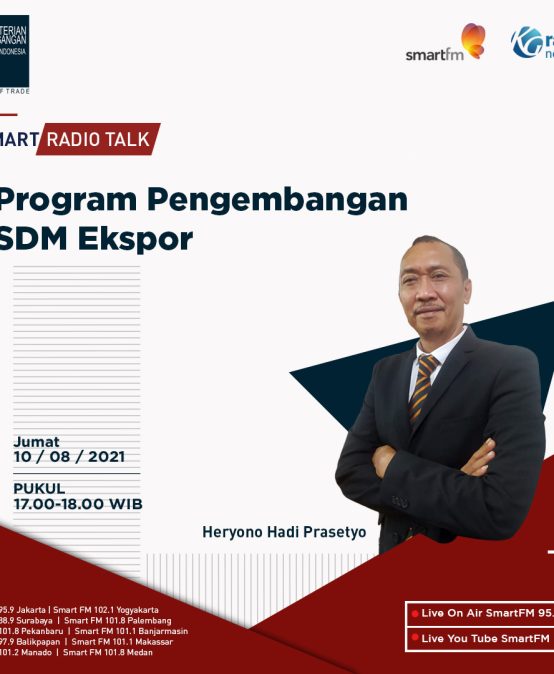 TERIAN
GANGAN
INDONESIA
F TRADE
smartfm
MART RADIO TALK
Program Pengembangan
SDM Ekspor
Jumat
10 / 08 / 2021
PUKUL
17.00-18.00 WIB
Heryono Hadi Prasetyo
95.9 Jakarta | Smart FM 102.1 Yogyakarta
88.9 Surabaya | Smart FM 101.8 Palembang
101.8 Pekanbaru | Smart FM 101.1 Banjarmasin
97.9 Balikpapan | Smart FM 101.1 Makassar
101.2 Manado | Smart FM 101.8 Medan
Live On Air SmartFM 95.
Live You Tube SmartFM